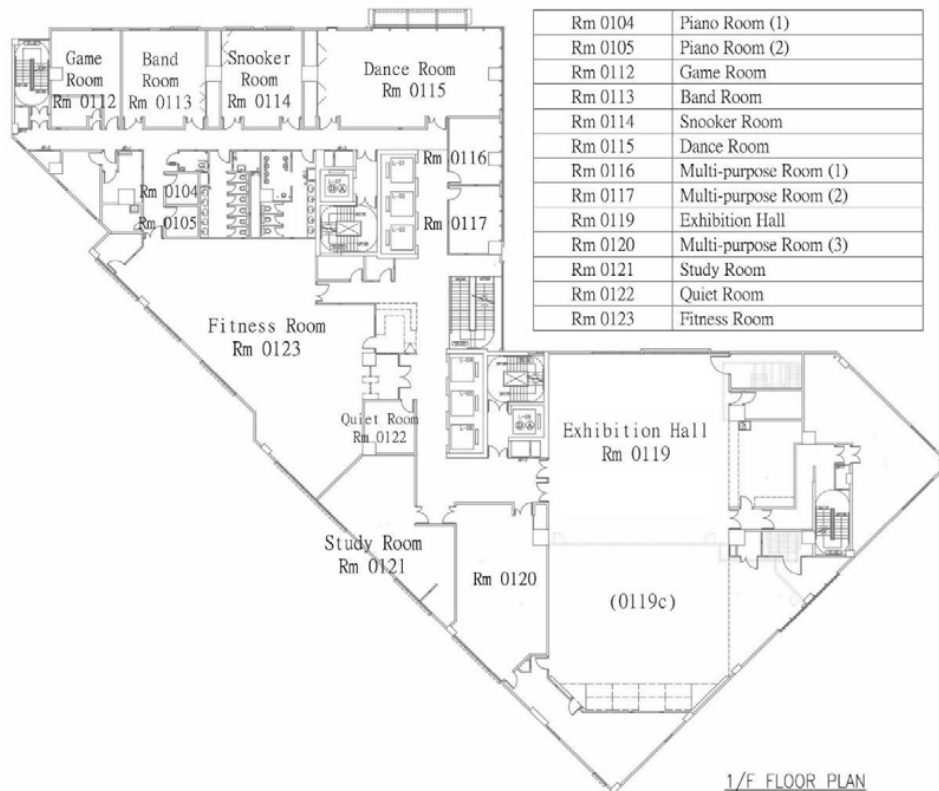 Game
Room
Rm 0112
Band
Room
Rm 0113
Snooker
Room
Rm 0114
Dance Room
Rm 0115
Rm 0104 Piano Room (1)
Rm 0105 Piano Room (2)
Rm 0112 Game Room
Rm 0113 Band Room
Rm 0114 Snooker Room
Rm 0115 Dance Room
Rm 0116 Multi-purpose Room (1)
Rm 0117 Multi-purpose Room (2)
Rm 0119 Exhibition Hall
Rm 0120 Multi-purpose Room (3)
Rm 0121 Study Room
Rm 0122 Quiet Room
Rm 0123 Fitness Room
Rm 0116
Rm 0104
Rm 0105
Rm 0117
L-01
L-02
Fitness Room
Rm 0123
Quiet Room
Rm 0122
Exhibition Hall
Rm 0119
Study Room
Rm 0121
Rm 0120
(0119c)
1/F FLOOR PLAN